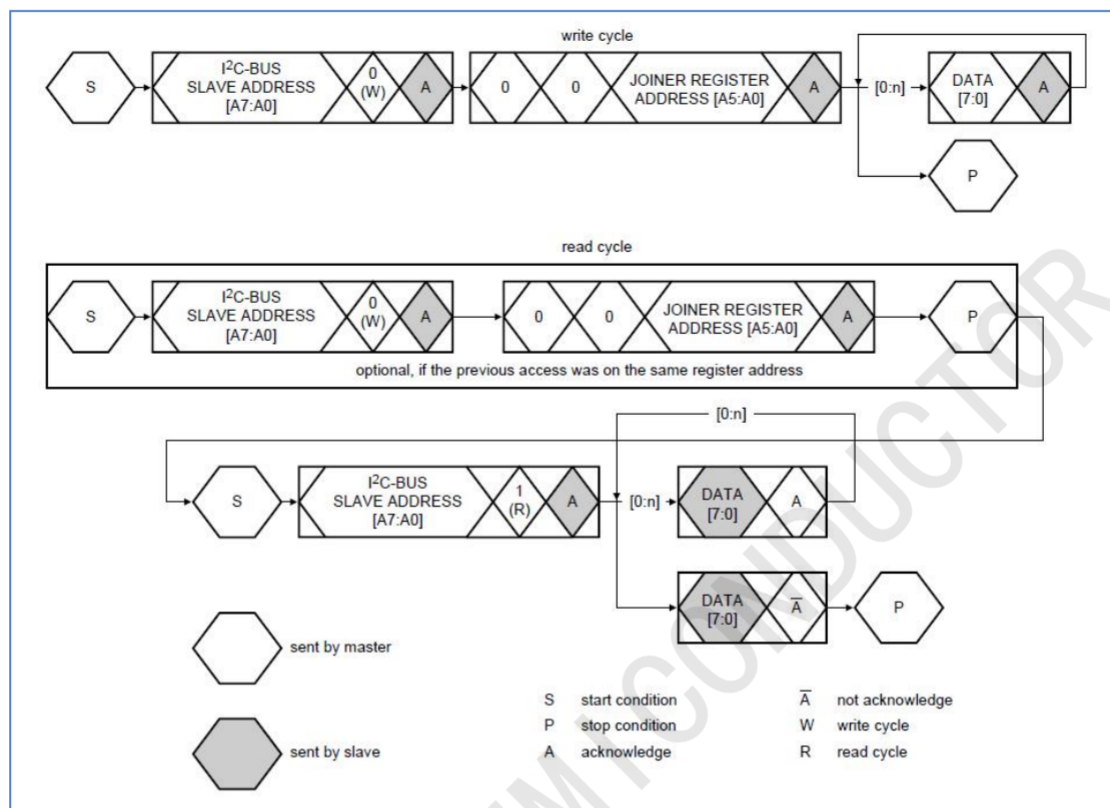 write cycle
S
I²C-BUS
SLAVE ADDRESS
[A7:A0]
0
(W)
A
0
0
JOINER REGISTER
ADDRESS [A5:A0]
A
[0:n]
DATA
[7:0]
A
P
read cycle
S
I²C-BUS
SLAVE ADDRESS
[A7:A0]
0
(W)
A
0
0
JOINER REGISTER
ADDRESS [A5:A0]
A
P
optional, if the previous access was on the same register address
[0:n]
S
I²C-BUS
SLAVE ADDRESS
[A7:A0]
1
(R)
A
[0:n]
DATA
[7:0]
A
DATA
[7:0]
A̅
P
sent by master
sent by slave
S start condition
P stop condition
A acknowledge
A̅ not acknowledge
W write cycle
R read cycle